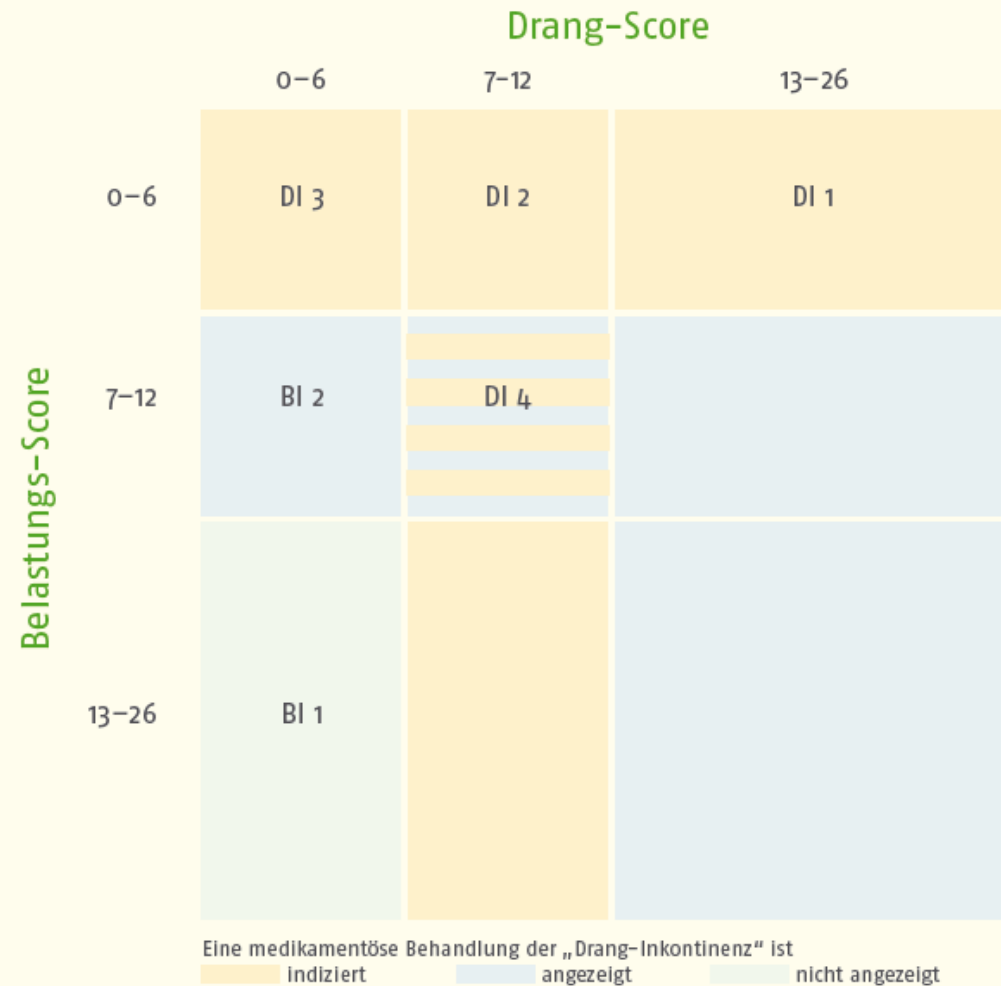 Drang-Score
0–6 7–12 13–26
0–6 DI 3 DI 2 DI 1
Belastungs-Score
7–12 BI 2 DI 4
13–26 BI 1
Eine medikamentöse Behandlung der „Drang-Inkontinenz“ ist
indiziert angezeigt nicht angezeigt